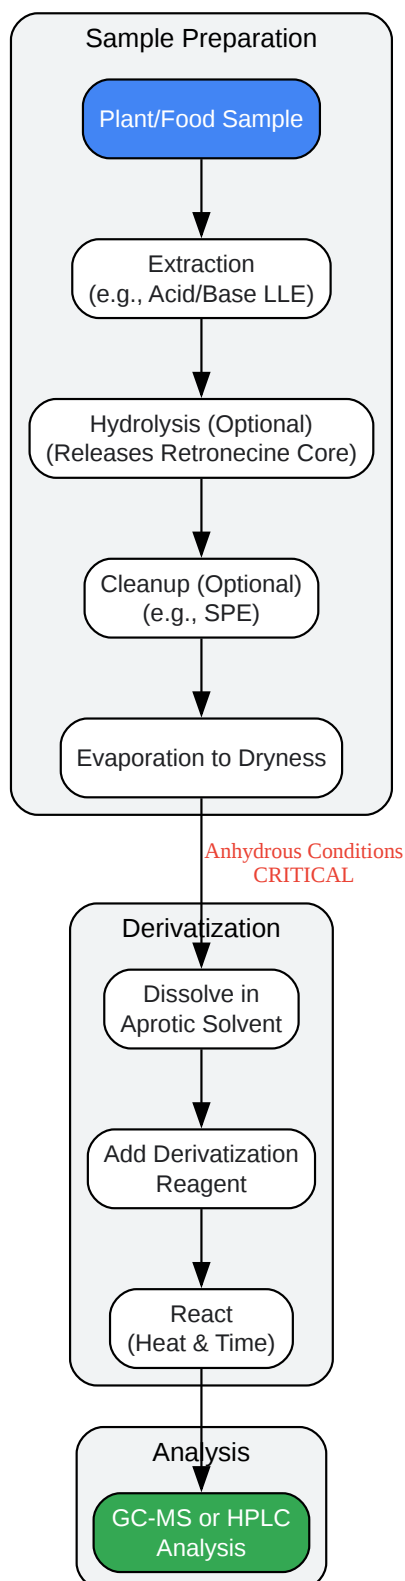 Sample Preparation
Plant/Food Sample
Extraction
(e.g., Acid/Base LLE)
Hydrolysis (Optional)
(Releases Retronecine Core)
Cleanup (Optional)
(e.g., SPE)
Evaporation to Dryness
Anhydrous Conditions
CRITICAL
Derivatization
Dissolve in
Aprotic Solvent
Add Derivatization
Reagent
React
(Heat & Time)
Analysis
GC-MS or HPLC
Analysis